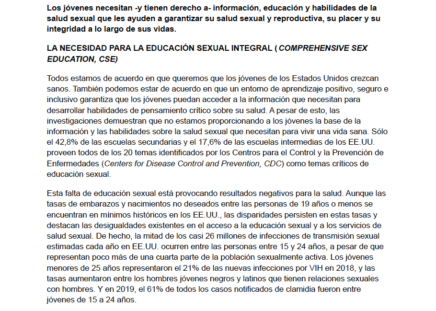 Los jóvenes necesitan -y tienen derecho a- información, educación y habilidades de la
salud sexual que les ayuden a garantizar su salud sexual y reproductiva, su placer y su
integridad a lo largo de sus vidas.
LA NECESIDAD PARA LA EDUCACIÓN SEXUAL INTEGRAL ( COMPREHENSIVE SEX
EDUCATION, CSE)
Todos estamos de acuerdo en que queremos que los jóvenes de los Estados Unidos crezcan
sanos. También podemos estar de acuerdo en que un entorno de aprendizaje positivo, seguro e
inclusivo garantiza que los jóvenes puedan acceder a la información que necesitan para
desarrollar habilidades de pensamiento crítico sobre su salud. A pesar de esto, las
investigaciones demuestran que no estamos proporcionando a los jóvenes la base de la
información y las habilidades sobre la salud sexual que necesitan para vivir una vida sana. Sólo
el 42,8% de las escuelas secundarias y el 17,6% de las escuelas intermedias de los EE.UU.
proveen todos los 20 temas identificados por los Centros para el Control y la Prevención de
Enfermedades (Centers for Disease Control and Prevention, CDC) como temas críticos de
educación sexual.
Esta falta de educación sexual está provocando resultados negativos para la salud. Aunque las
tasas de embarazos y nacimientos no deseados entre las personas de 19 años o menos se
encuentran en mínimos históricos en los EE.UU., las disparidades persisten en estas tasas y
destacan las desigualdades existentes en el acceso a la educación sexual y a los servicios de
salud sexual. De hecho, la mitad de los casi 26 millones de infecciones de transmisión sexual
estimadas cada año en EE.UU. ocurren entre las personas entre 15 y 24 años, a pesar de que
representan poco más de una cuarta parte de la población sexualmente activa. Los jóvenes
menores de 25 años representaron el 21% de las nuevas infecciones por VIH en 2018, y las
tasas aumentaron entre los hombres jóvenes negros y latinos que tienen relaciones sexuales
con hombres. Y en 2019, el 61% de todos los casos notificados de clamidia fueron entre
jóvenes de 15 a 24 años.